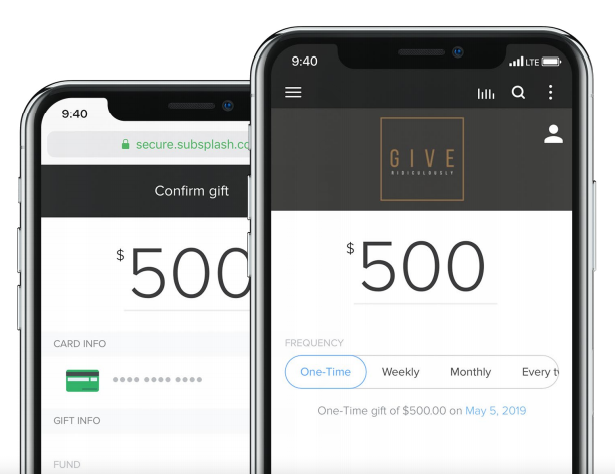 9:40
secure.subsplash.co
Confirm gift
$500
CARD INFO
GIFT INFO
FUND
9:40
LTE
GIVE
RIDICULOUSLY
$500
FREQUENCY
One-Time Weekly Monthly Every
One-Time gift of $500.00 on May 5, 2019